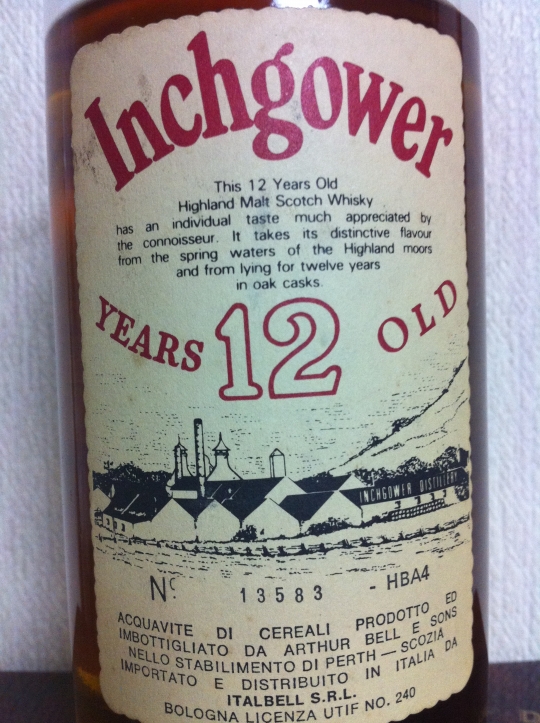 Inchgower
This 12 Years Old
Highland Malt Scotch Whisky
has an individual taste much appreciated by
the connoisseur. It takes its distinctive flavour
from the spring waters of the Highland moors
and from lying for twelve years
in oak casks.
YEARS 12 OLD
INCHGOWER DISTILLERY
Nº 13583 - HBA4
ACQUAVITE DI CEREALI PRODOTTO ED
IMBOTTIGLIATO DA ARTHUR BELL E SONS
NELLO STABILIMENTO DI PERTH — SCOZIA
IMPORTATO E DISTRIBUITO IN ITALIA DA
ITALBELL S.R.L.
BOLOGNA LICENZA UTIF NO. 240